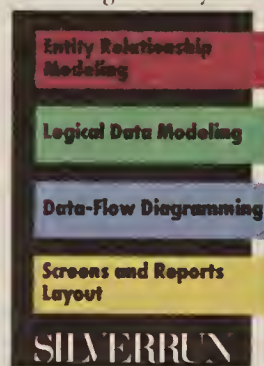 Entity Relationship
Modeling
Logical Data Modeling
Data-Flow Diagramming
Screens and Reports
Layout
SILVERRUN